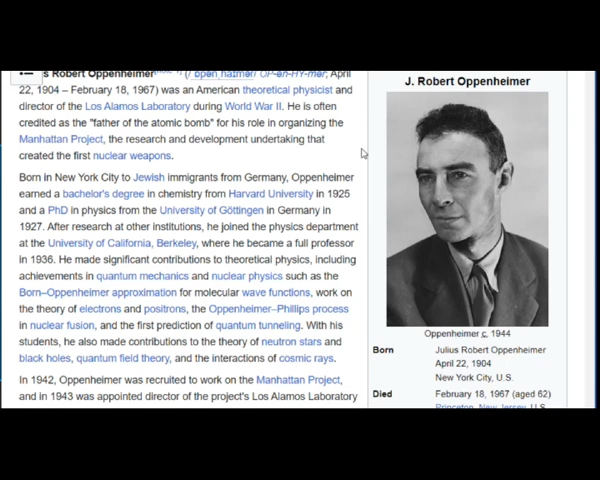 s Robert Oppenheimer OP-ən-HY-mər; April
22, 1904 – February 18, 1967) was an American theoretical physicist and
director of the Los Alamos Laboratory during World War II. He is often
credited as the "father of the atomic bomb" for his role in organizing the
Manhattan Project, the research and development undertaking that
created the first nuclear weapons.
Born in New York City to Jewish immigrants from Germany, Oppenheimer
earned a bachelor's degree in chemistry from Harvard University in 1925
and a PhD in physics from the University of Göttingen in Germany in
1927. After research at other institutions, he joined the physics department
at the University of California, Berkeley, where he became a full professor
in 1936. He made significant contributions to theoretical physics, including
achievements in quantum mechanics and nuclear physics such as the
Born–Oppenheimer approximation for molecular wave functions, work on
the theory of electrons and positrons, the Oppenheimer–Phillips process
in nuclear fusion, and the first prediction of quantum tunneling. With his
students, he also made contributions to the theory of neutron stars and
black holes, quantum field theory, and the interactions of cosmic rays.
In 1942, Oppenheimer was recruited to work on the Manhattan Project,
and in 1943 was appointed director of the project's Los Alamos Laboratory
J. Robert Oppenheimer
Oppenheimer c. 1944
Born Julius Robert Oppenheimer
April 22, 1904
New York City, U.S.
Died February 18, 1967 (aged 62)
Princeton, New Jersey, U.S.